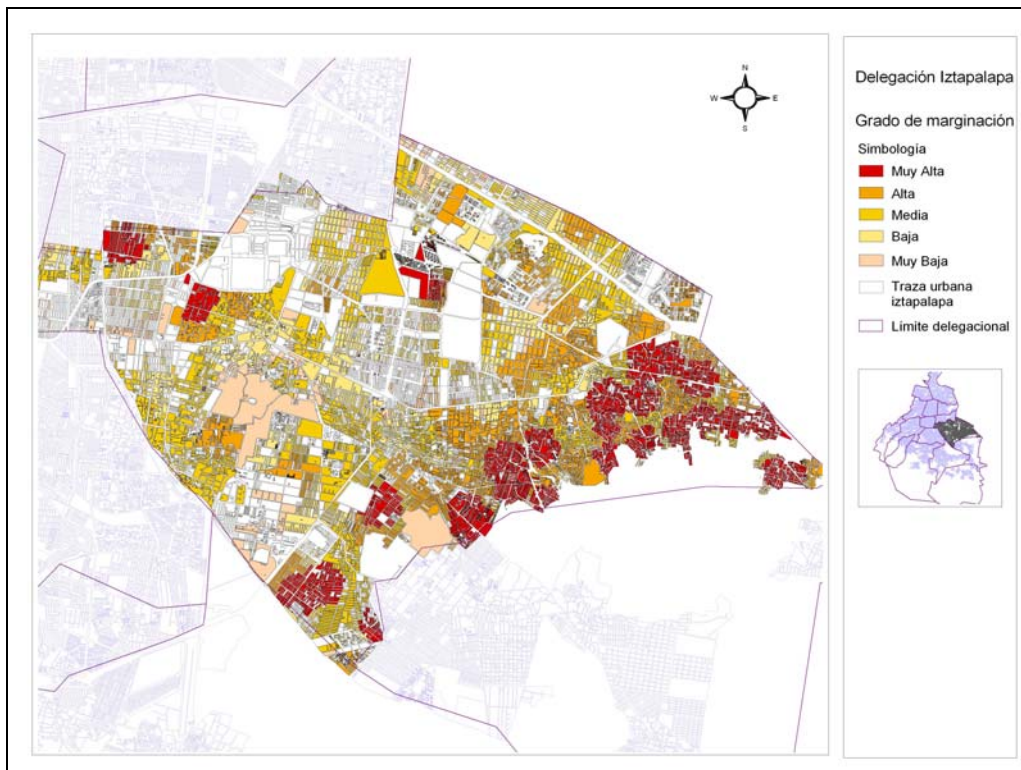 N
W E
S
Delegación Iztapalapa
Grado de marginación
Simbología
Muy Alta
Alta
Media
Baja
Muy Baja
Traza urbana
iztapalapa
Límite delegacional